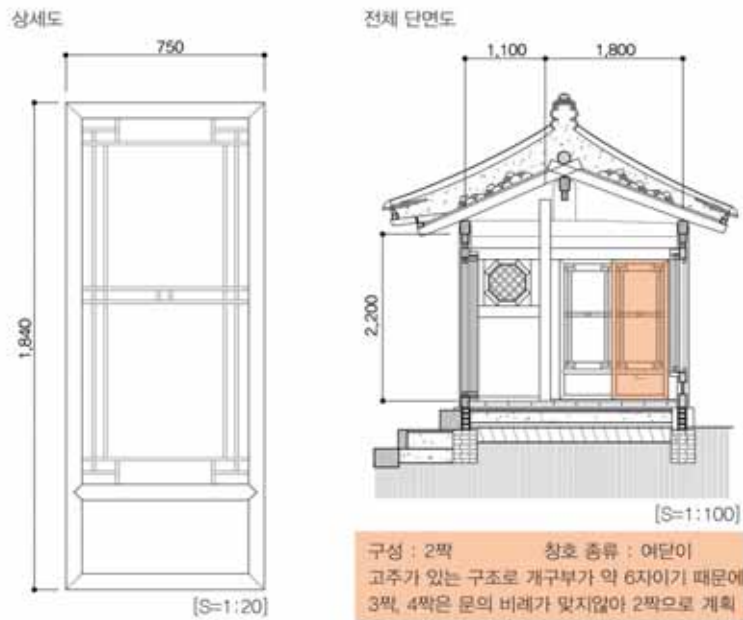 상세도
750
1,840
[S=1:20]
전체 단면도
1,100 1,800
2,200
[S=1:100]
구성 : 2짝 창호 종류 : 여닫이
고주가 있는 구조로 개구부가 약 6자이기 때문에
3짝, 4짝은 문의 비례가 맞지않아 2짝으로 계획